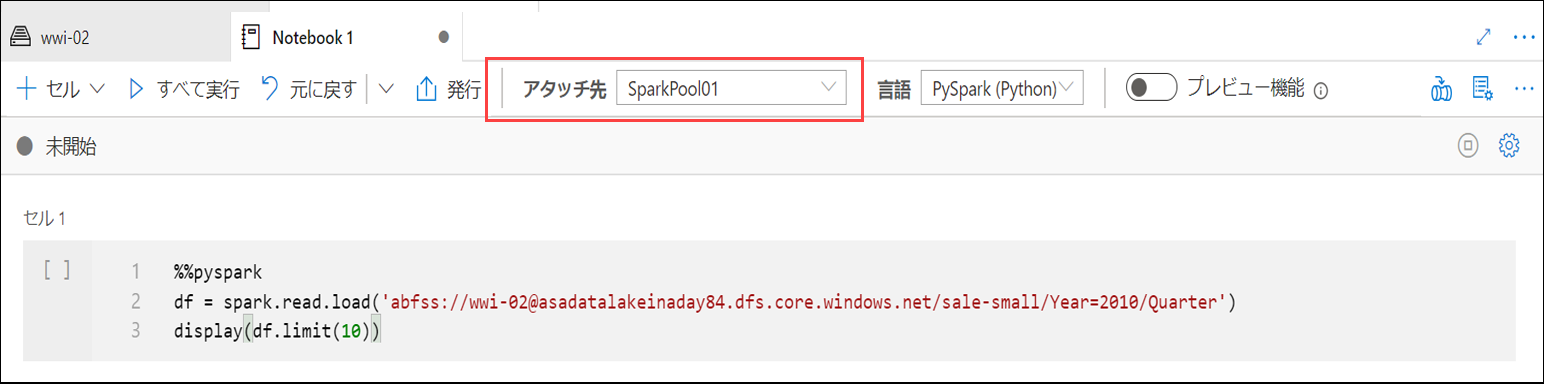 wwi-02
Notebook 1
セル すべて実行 元に戻す 発行 アタッチ先 SparkPool01 言語 PySpark (Python) プレビュー機能
未開始
セル 1
[ ]
1 %%pyspark
2 df = spark.read.load('abfss://wwi-02@asadatalakeinaday84.dfs.core.windows.net/sale-small/Year=2010/Quarter')
3 display(df.limit(10))